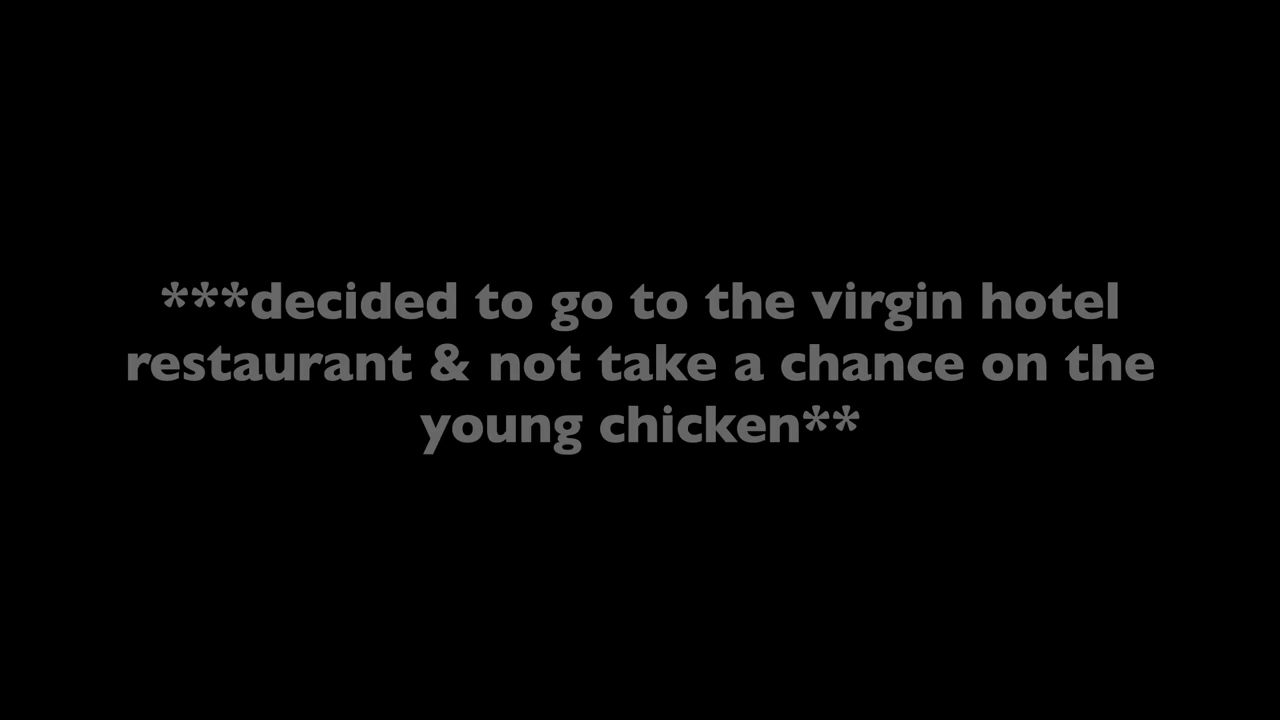 ***decided to go to the virgin hotel
restaurant & not take a chance on the
young chicken**